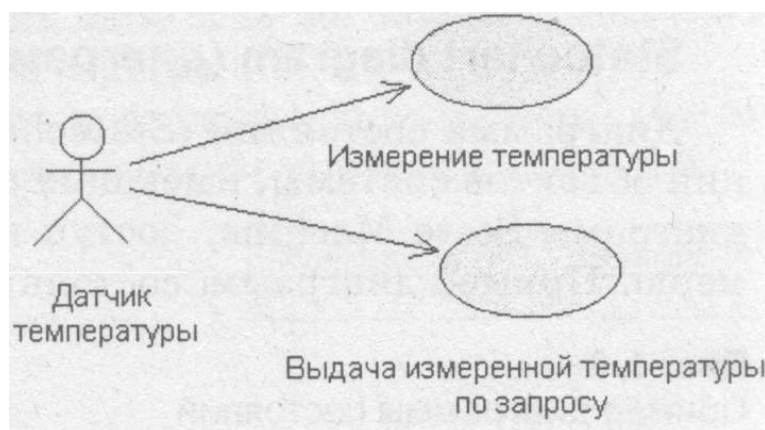 Измерение температуры
Датчик
температуры
Выдача измеренной температуры
по запросу